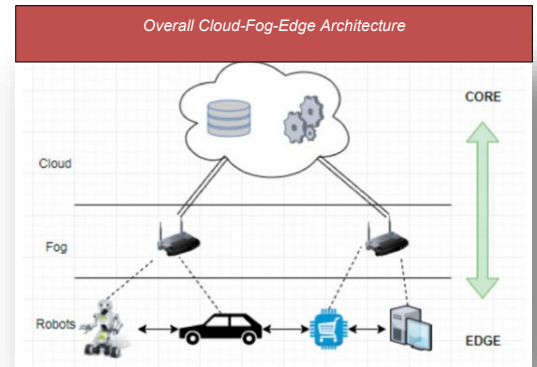 Overall Cloud-Fog-Edge Architecture
CORE
Cloud
Fog
Robots
EDGE